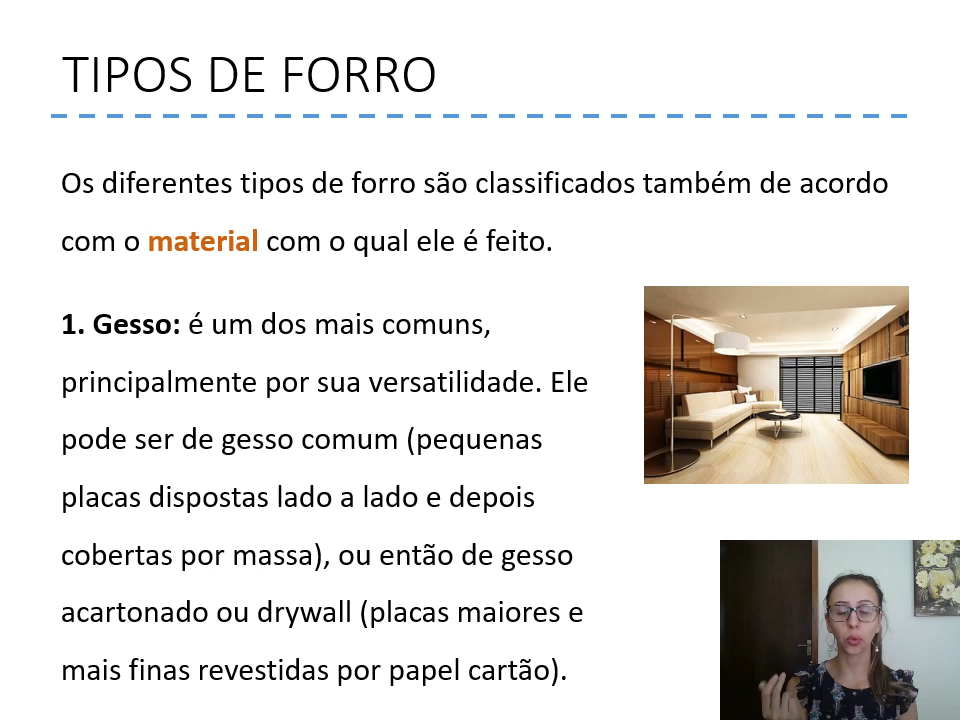 TIPOS DE FORRO
Os diferentes tipos de forro são classificados também de acordo
com o material com o qual ele é feito.
1. Gesso: é um dos mais comuns,
principalmente por sua versatilidade. Ele
pode ser de gesso comum (pequenas
placas dispostas lado a lado e depois
cobertas por massa), ou então de gesso
acartonado ou drywall (placas maiores e
mais finas revestidas por papel cartão).